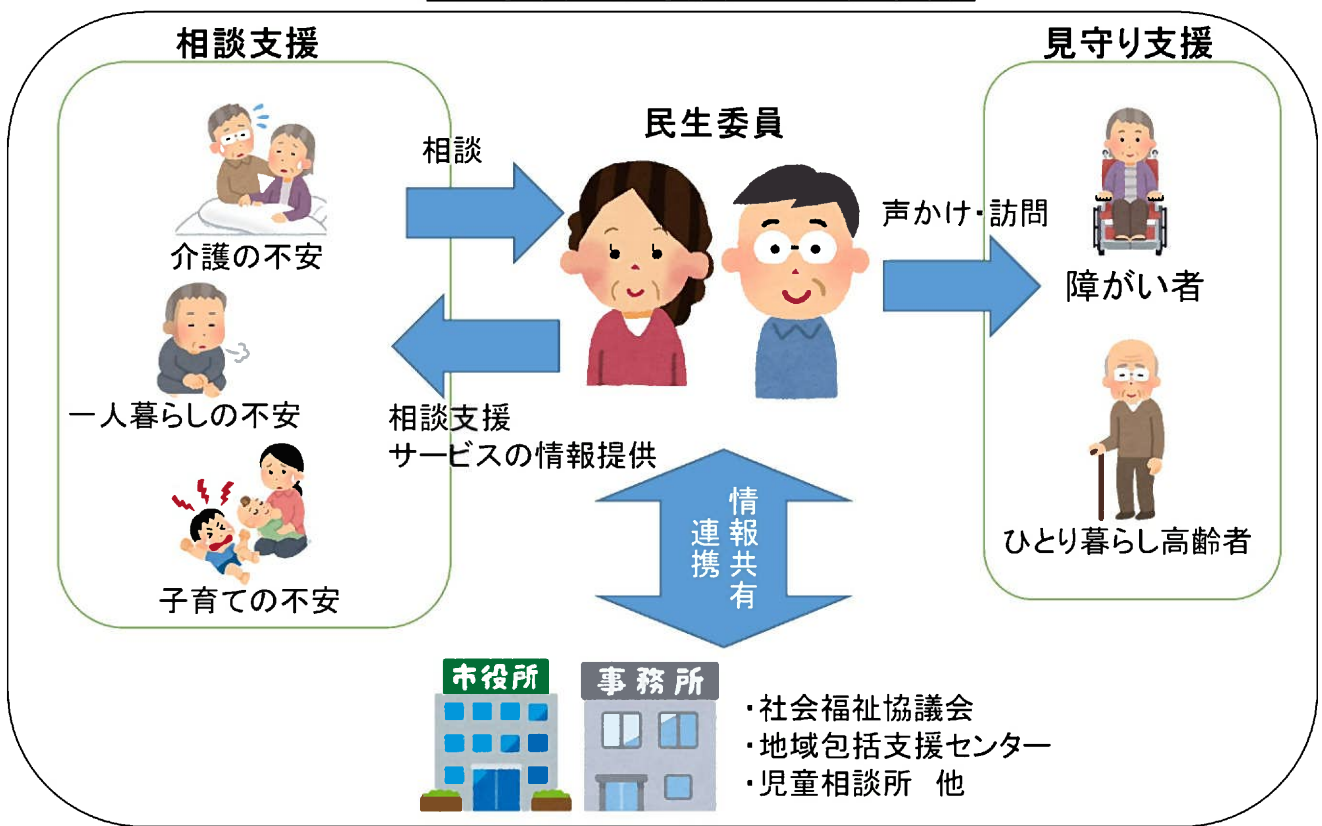 相談支援
介護の不安
一人暮らしの不安
子育ての不安
相談
相談支援
サービスの情報提供
民生委員
声かけ・訪問
見守り支援
障がい者
ひとり暮らし高齢者
情報共有
連携
市役所
事務所
・社会福祉協議会
・地域包括支援センター
・児童相談所 他